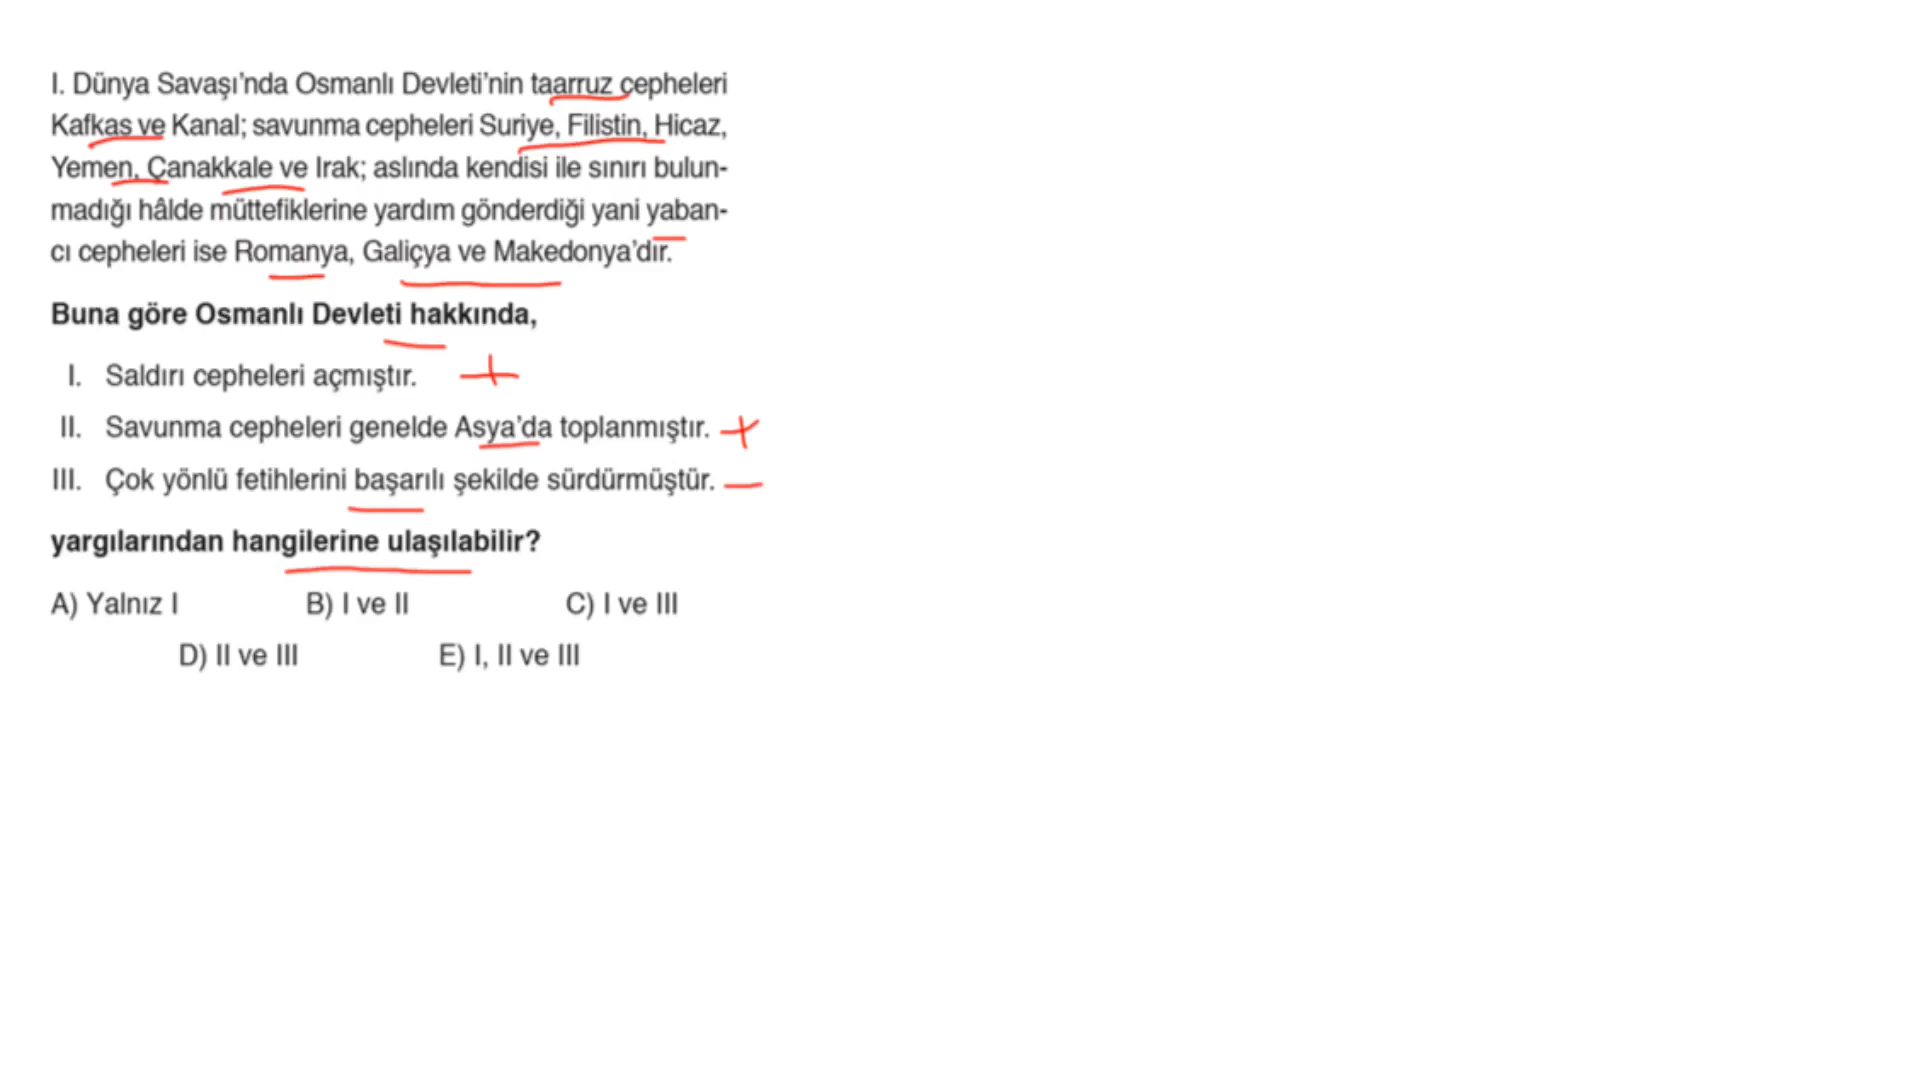 I. Dünya Savaşı'nda Osmanlı Devleti'nin taarruz cepheleri
Kafkas ve Kanal; savunma cepheleri Suriye, Filistin, Hicaz,
Yemen, Çanakkale ve Irak; aslında kendisi ile sınırı bulun-
madığı hâlde müttefiklerine yardım gönderdiği yani yaban-
cı cepheleri ise Romanya, Galiçya ve Makedonya'dır.
Buna göre Osmanlı Devleti hakkında,
I. Saldırı cepheleri açmıştır. +
II. Savunma cepheleri genelde Asya'da toplanmıştır. +
III. Çok yönlü fetihlerini başarılı şekilde sürdürmüştür. –
yargılarından hangilerine ulaşılabilir?
A) Yalnız I B) I ve II C) I ve III
D) II ve III E) I, II ve III